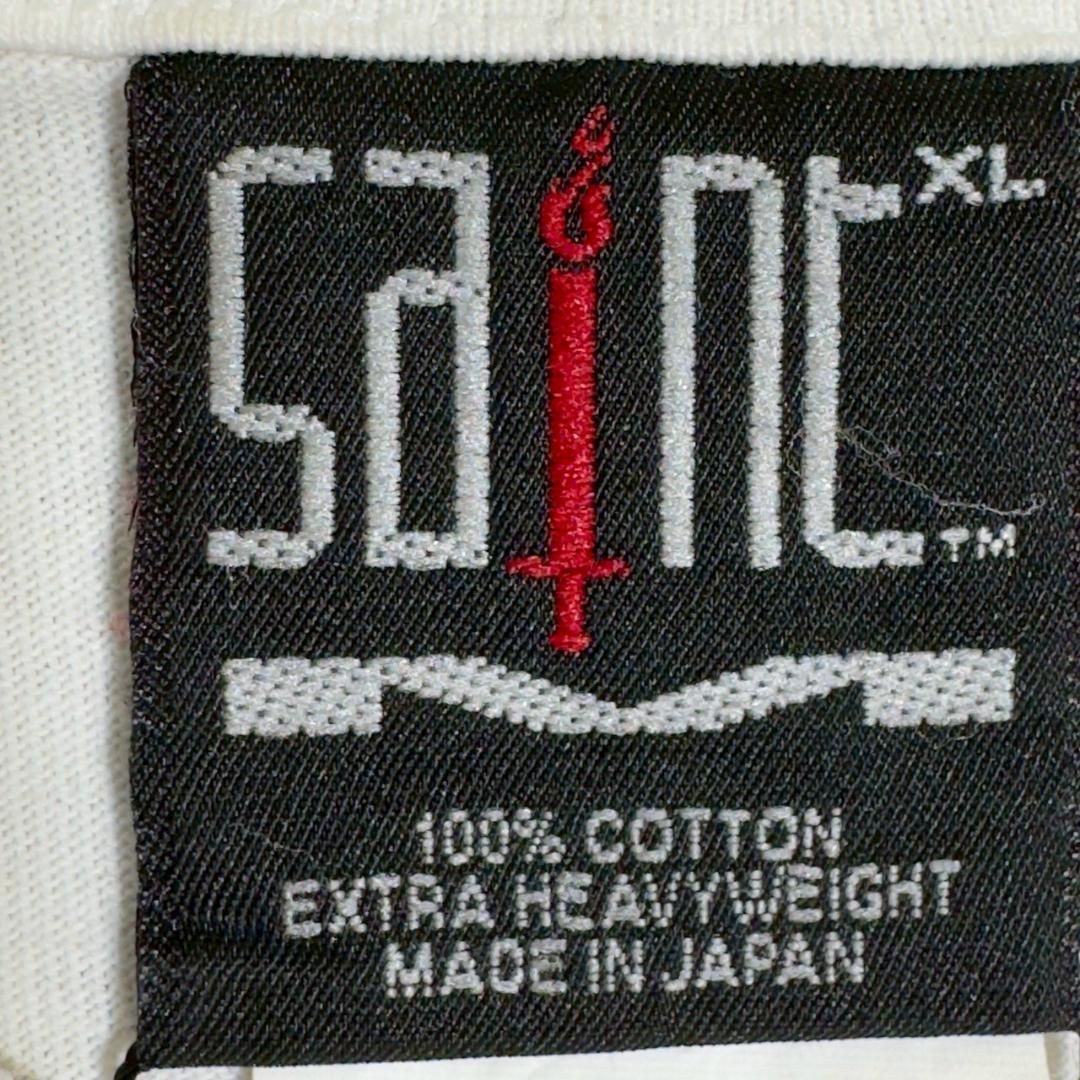 saint XL
TM
100% COTTON
EXTRA HEAVYWEIGHT
MADE IN JAPAN